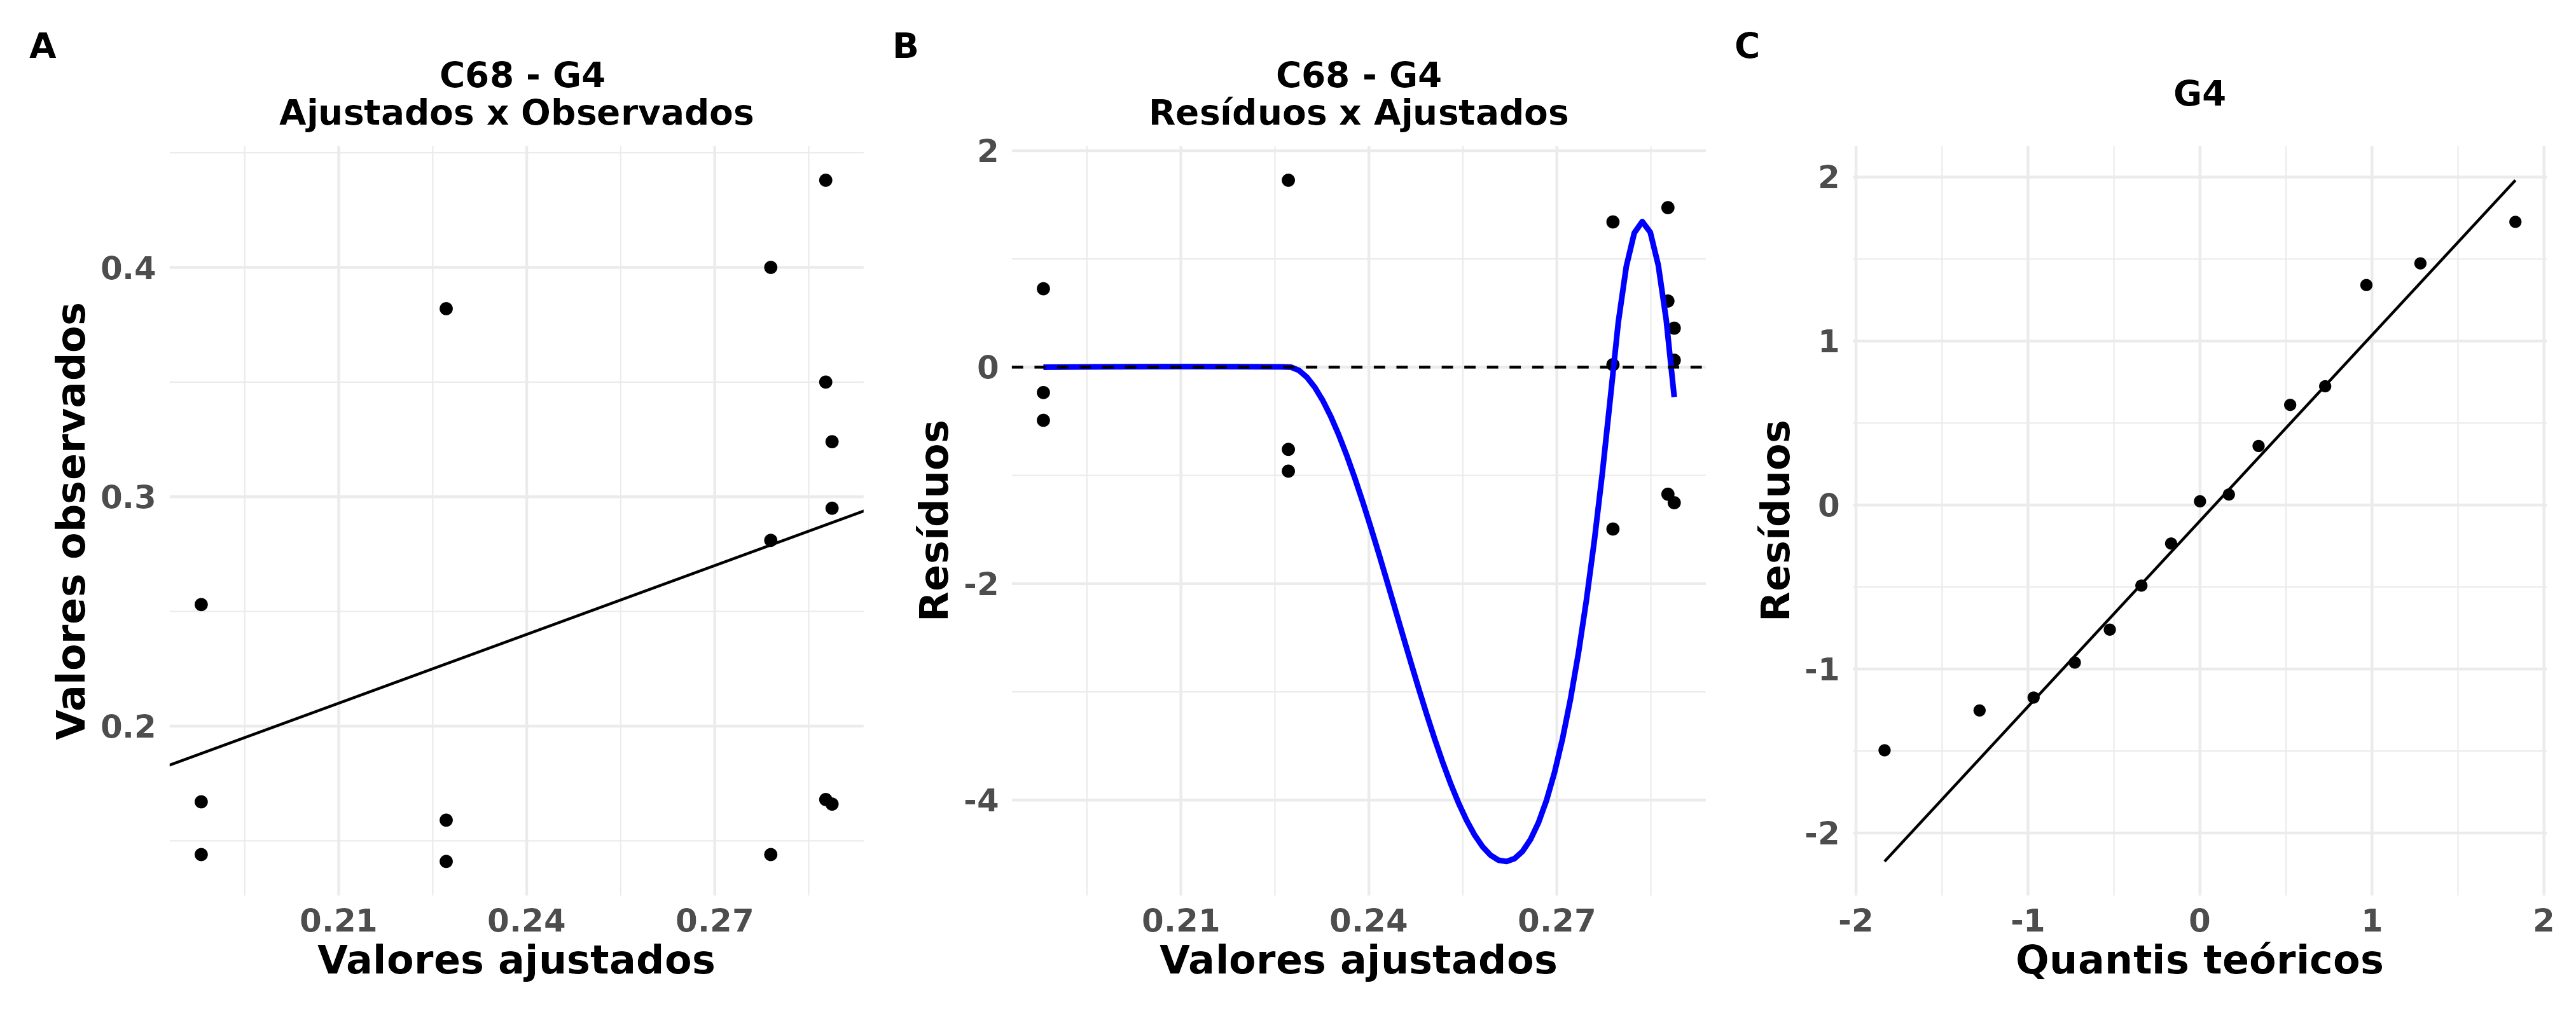 A
C68 - G4
Ajustados x Observados
Valores observados
0.4
0.3
0.2
0.21 0.24 0.27
Valores ajustados
B
C68 - G4
Resíduos x Ajustados
Resíduos
2
0
-2
-4
0.21 0.24 0.27
Valores ajustados
C
G4
Resíduos
2
1
0
-1
-2
-2 -1 0 1 2
Quantis teóricos